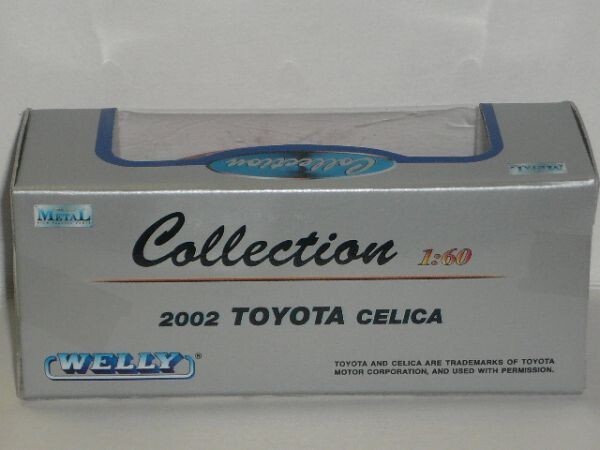 Collection
METAL
METAL
Collection 1:60
2002 TOYOTA CELICA
WELLY®
TOYOTA AND CELICA ARE TRADEMARKS OF TOYOTA
MOTOR CORPORATION, AND USED WITH PERMISSION.